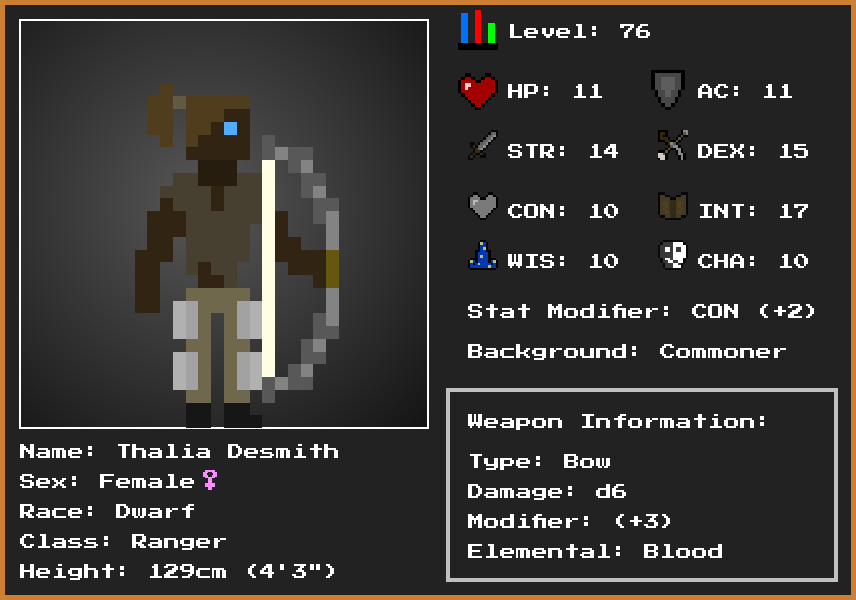 Level: 76
HP: 11 AC: 11
STR: 14 DEX: 15
CON: 10 INT: 17
WIS: 10 CHA: 10
Stat Modifier: CON (+2)
Background: Commoner
Weapon Information:
Type: Bow
Damage: d6
Modifier: (+3)
Elemental: Blood
Name: Thalia Desmith
Sex: Female♀
Race: Dwarf
Class: Ranger
Height: 129cm (4'3")